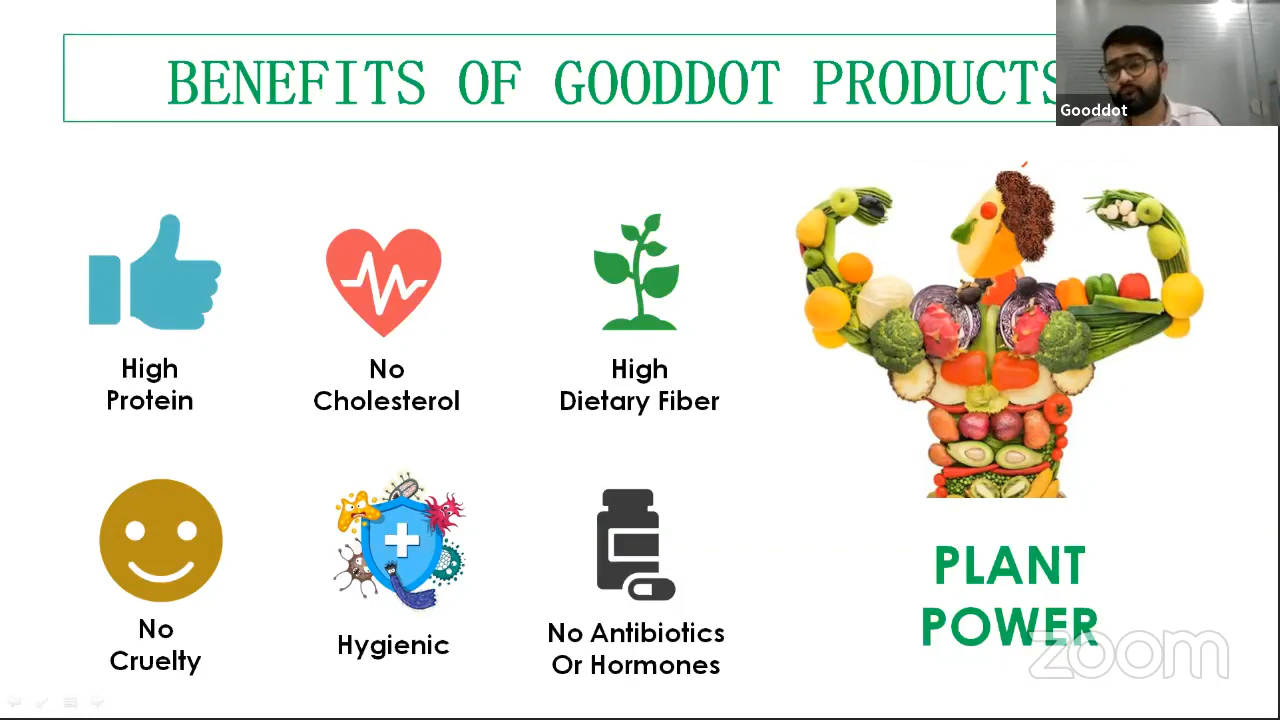 BENEFITS OF GOODDOT PRODUCTS
Gooddot
High
Protein
No
Cholesterol
High
Dietary Fiber
No
Cruelty
Hygienic
No Antibiotics
Or Hormones
PLANT
POWER
zoom